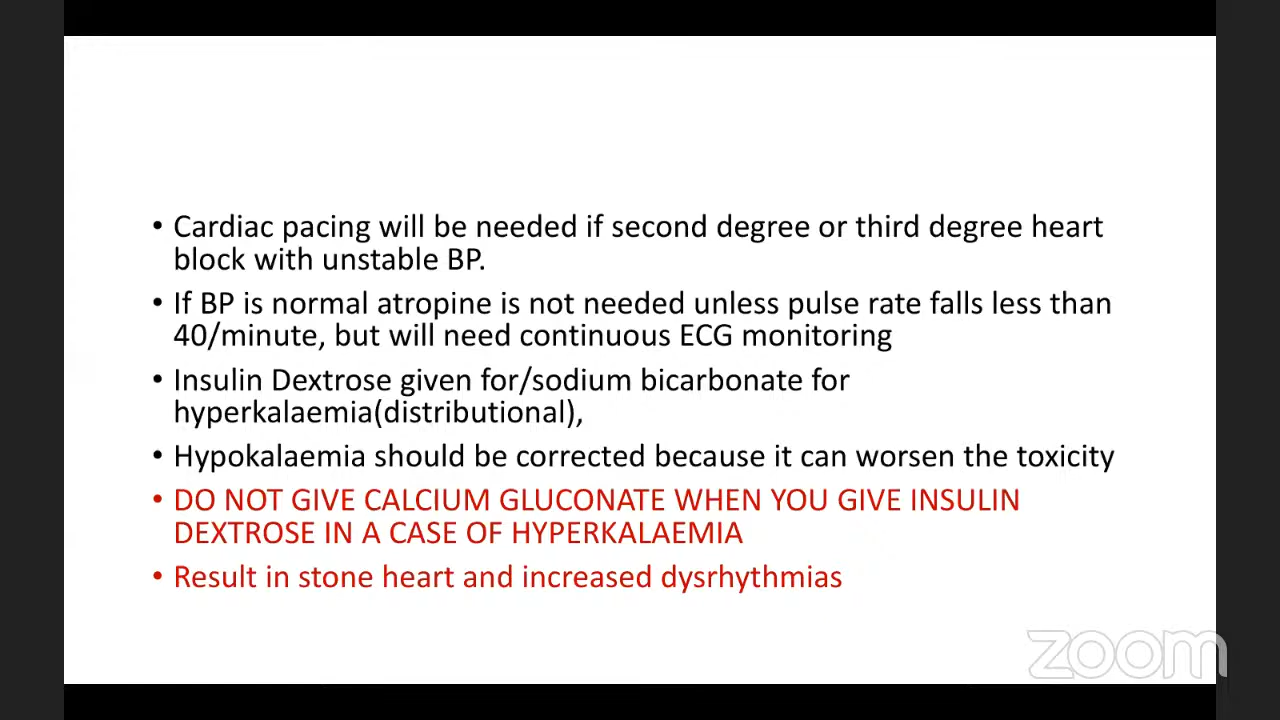 • Cardiac pacing will be needed if second degree or third degree heart
block with unstable BP.
• If BP is normal atropine is not needed unless pulse rate falls less than
40/minute, but will need continuous ECG monitoring
• Insulin Dextrose given for/sodium bicarbonate for
hyperkalaemia(distributional),
• Hypokalaemia should be corrected because it can worsen the toxicity
• DO NOT GIVE CALCIUM GLUCONATE WHEN YOU GIVE INSULIN
DEXTROSE IN A CASE OF HYPERKALAEMIA
• Result in stone heart and increased dysrhythmias
zoom